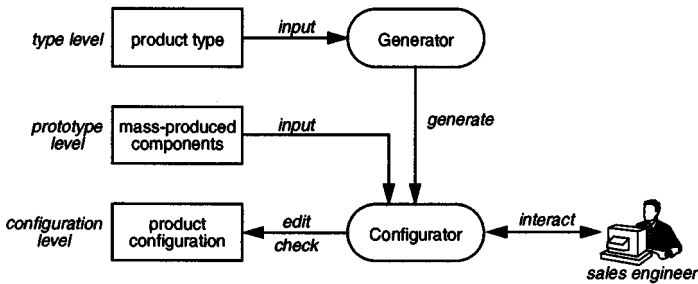 type level
product type
input
Generator
prototype
level
mass-produced
components
input
generate
configuration
level
product
configuration
edit
check
Configurator
interact
sales engineer